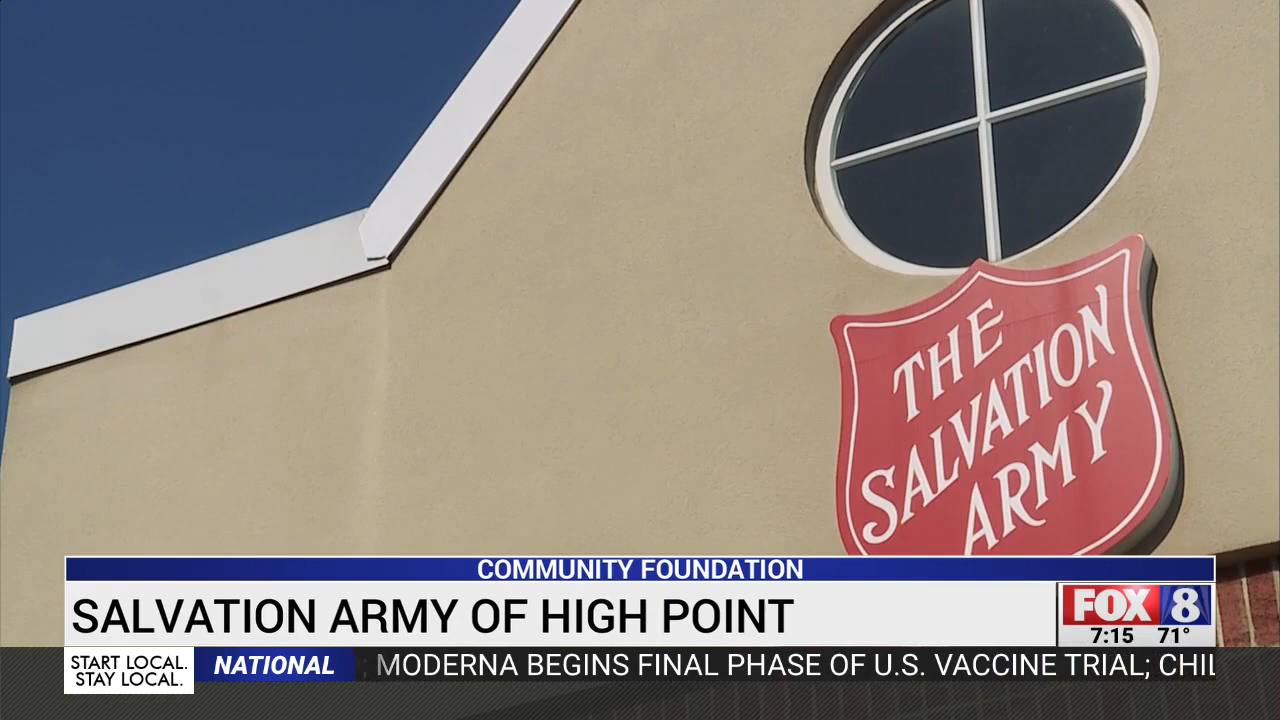 THE
SALVATION
ARMY
COMMUNITY FOUNDATION
SALVATION ARMY OF HIGH POINT
FOX 8
7:15 71°
START LOCAL.
STAY LOCAL.
NATIONAL
; MODERNA BEGINS FINAL PHASE OF U.S. VACCINE TRIAL;